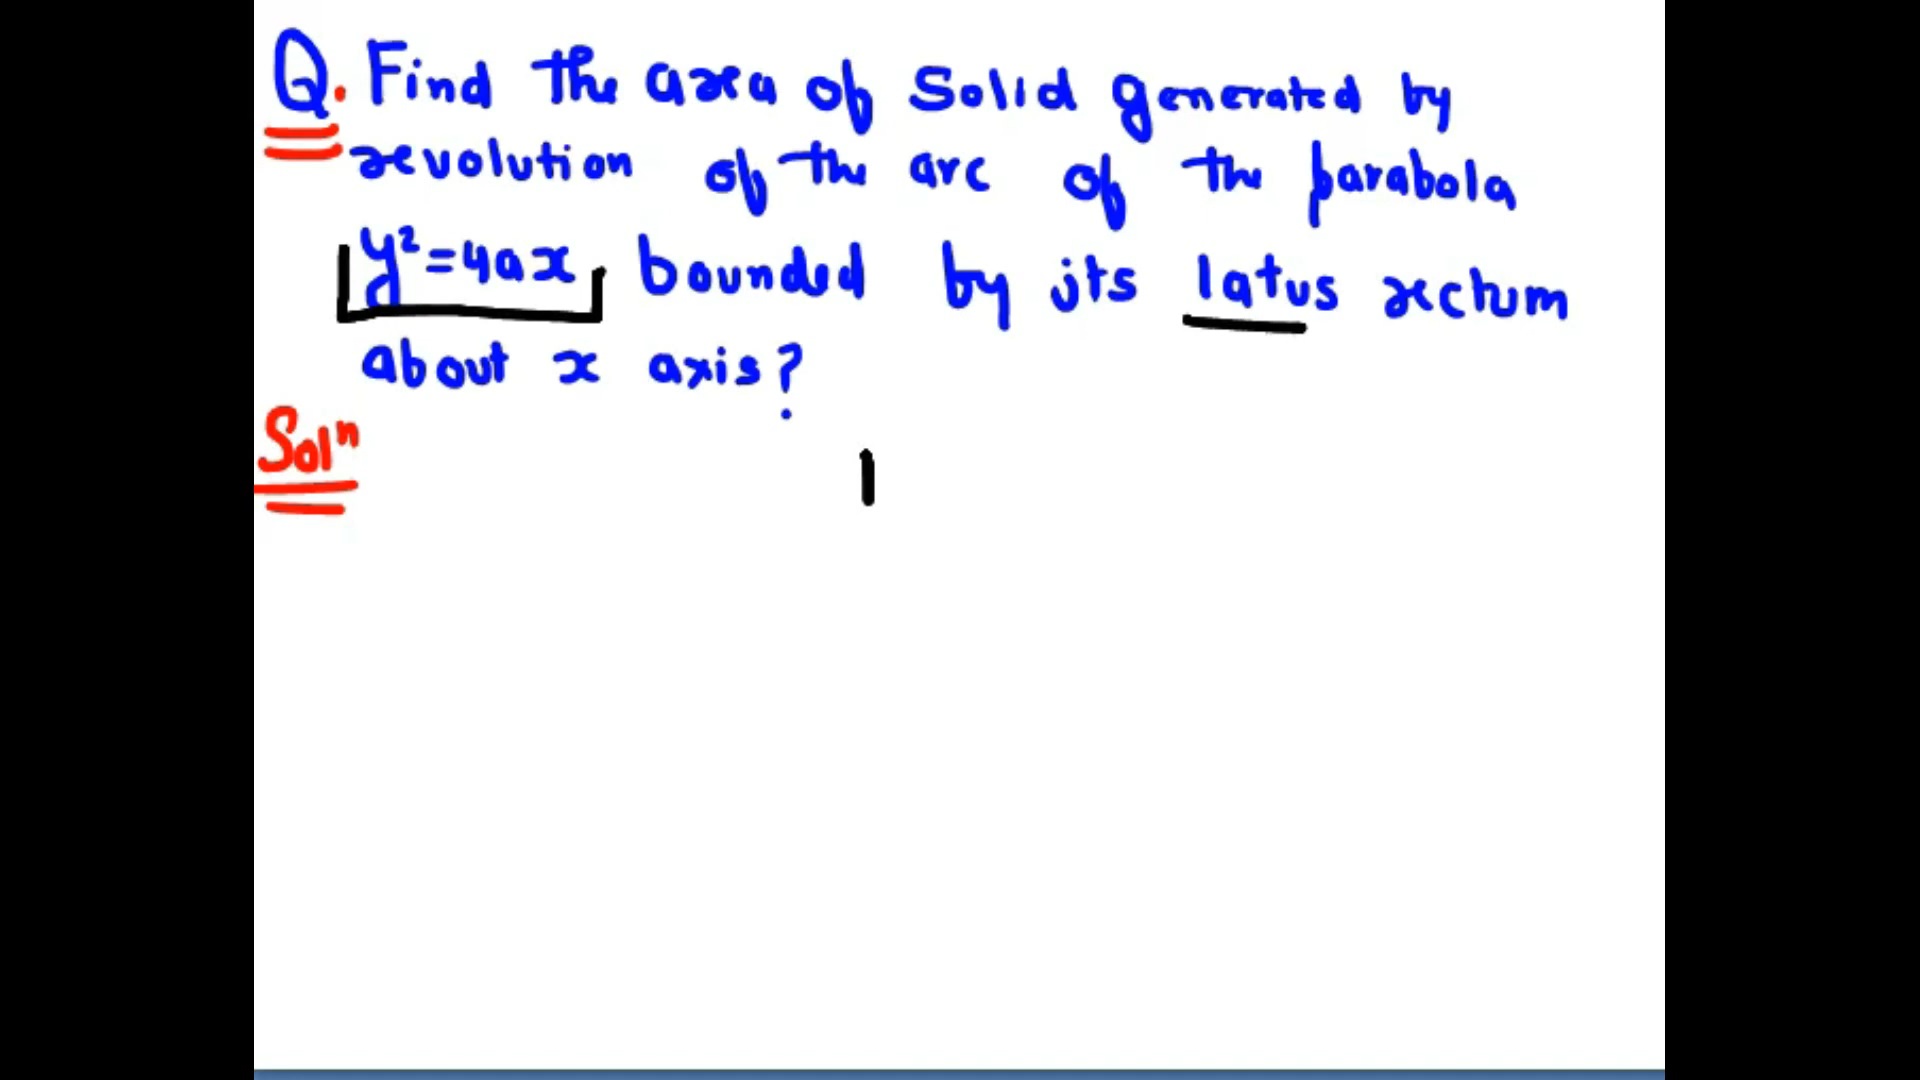 Q. Find the area of Solid generated by
revolution of the arc of the parabola
y²=4ax bounded by its latus rectum
about x axis?
Solⁿ